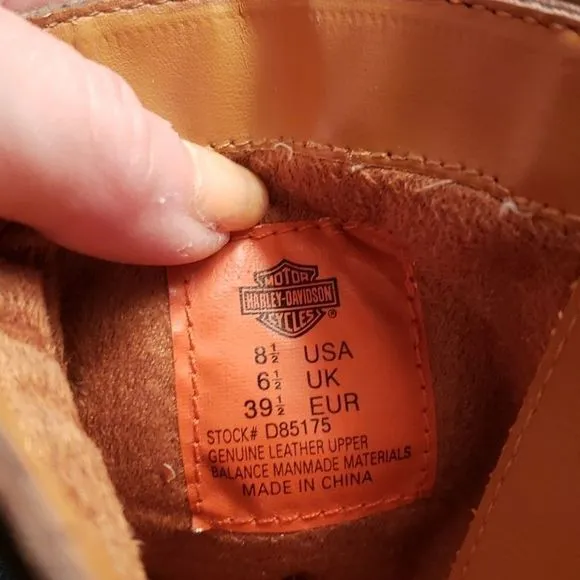 MOTOR
HARLEY-DAVIDSON
CYCLES®
8½ USA
6½ UK
39½ EUR
STOCK# D85175
GENUINE LEATHER UPPER
BALANCE MANMADE MATERIALS
MADE IN CHINA